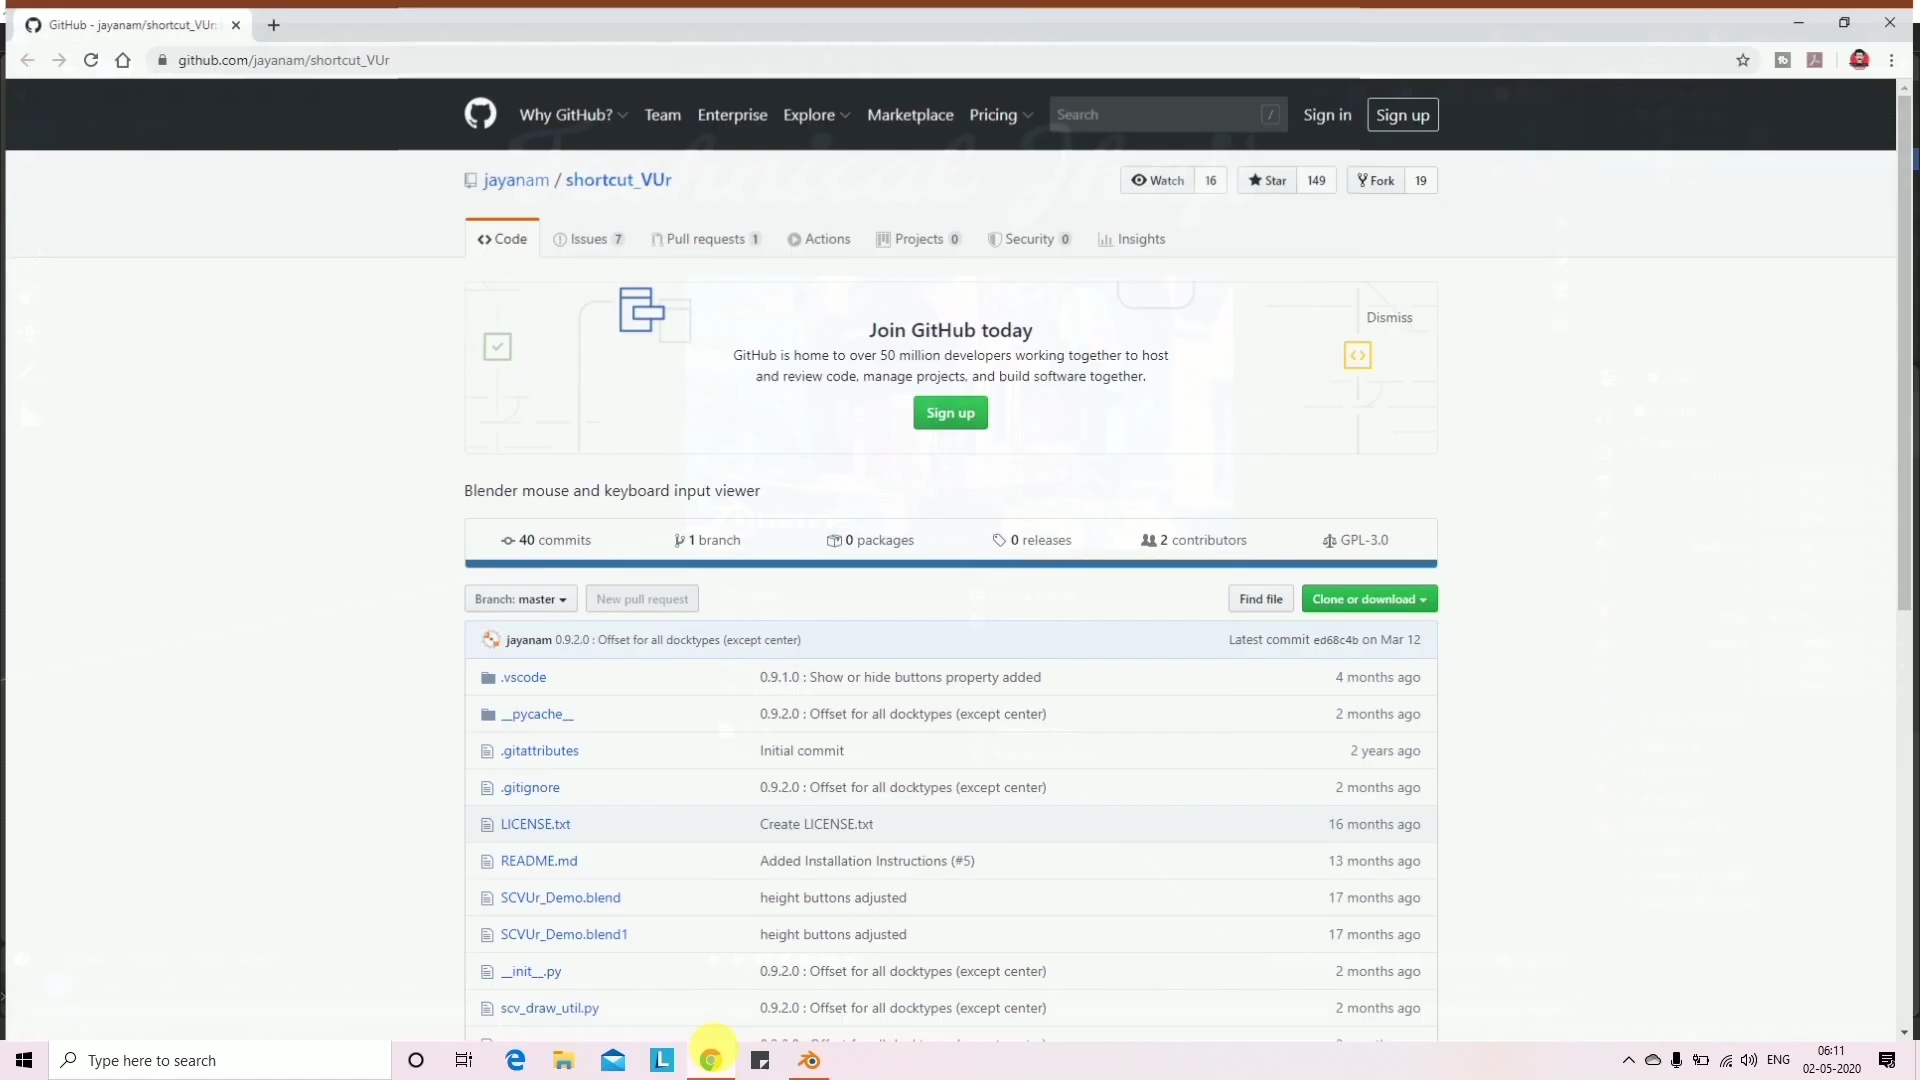 GitHub - jayanam/shortcut_VUr:
github.com/jayanam/shortcut_VUr
Why GitHub? Team Enterprise Explore Marketplace Pricing Search / Sign in Sign up
jayanam / shortcut_VUr Watch 16 Star 149 Fork 19
Code Issues 7 Pull requests 1 Actions Projects 0 Security 0 Insights
Dismiss
Join GitHub today
GitHub is home to over 50 million developers working together to host
and review code, manage projects, and build software together.
Sign up
Blender mouse and keyboard input viewer
40 commits 1 branch 0 packages 0 releases 2 contributors GPL-3.0
Branch: master New pull request Find file Clone or download
jayanam 0.9.2.0 : Offset for all docktypes (except center) Latest commit ed68c4b on Mar 12
.vscode 0.9.1.0 : Show or hide buttons property added 4 months ago
__pycache__ 0.9.2.0 : Offset for all docktypes (except center) 2 months ago
.gitattributes Initial commit 2 years ago
.gitignore 0.9.2.0 : Offset for all docktypes (except center) 2 months ago
LICENSE.txt Create LICENSE.txt 16 months ago
README.md Added Installation Instructions (#5) 13 months ago
SCVUr_Demo.blend height buttons adjusted 17 months ago
SCVUr_Demo.blend1 height buttons adjusted 17 months ago
__init__.py 0.9.2.0 : Offset for all docktypes (except center) 2 months ago
scv_draw_util.py 0.9.2.0 : Offset for all docktypes (except center) 2 months ago
Type here to search ENG 06:11
02-05-2020